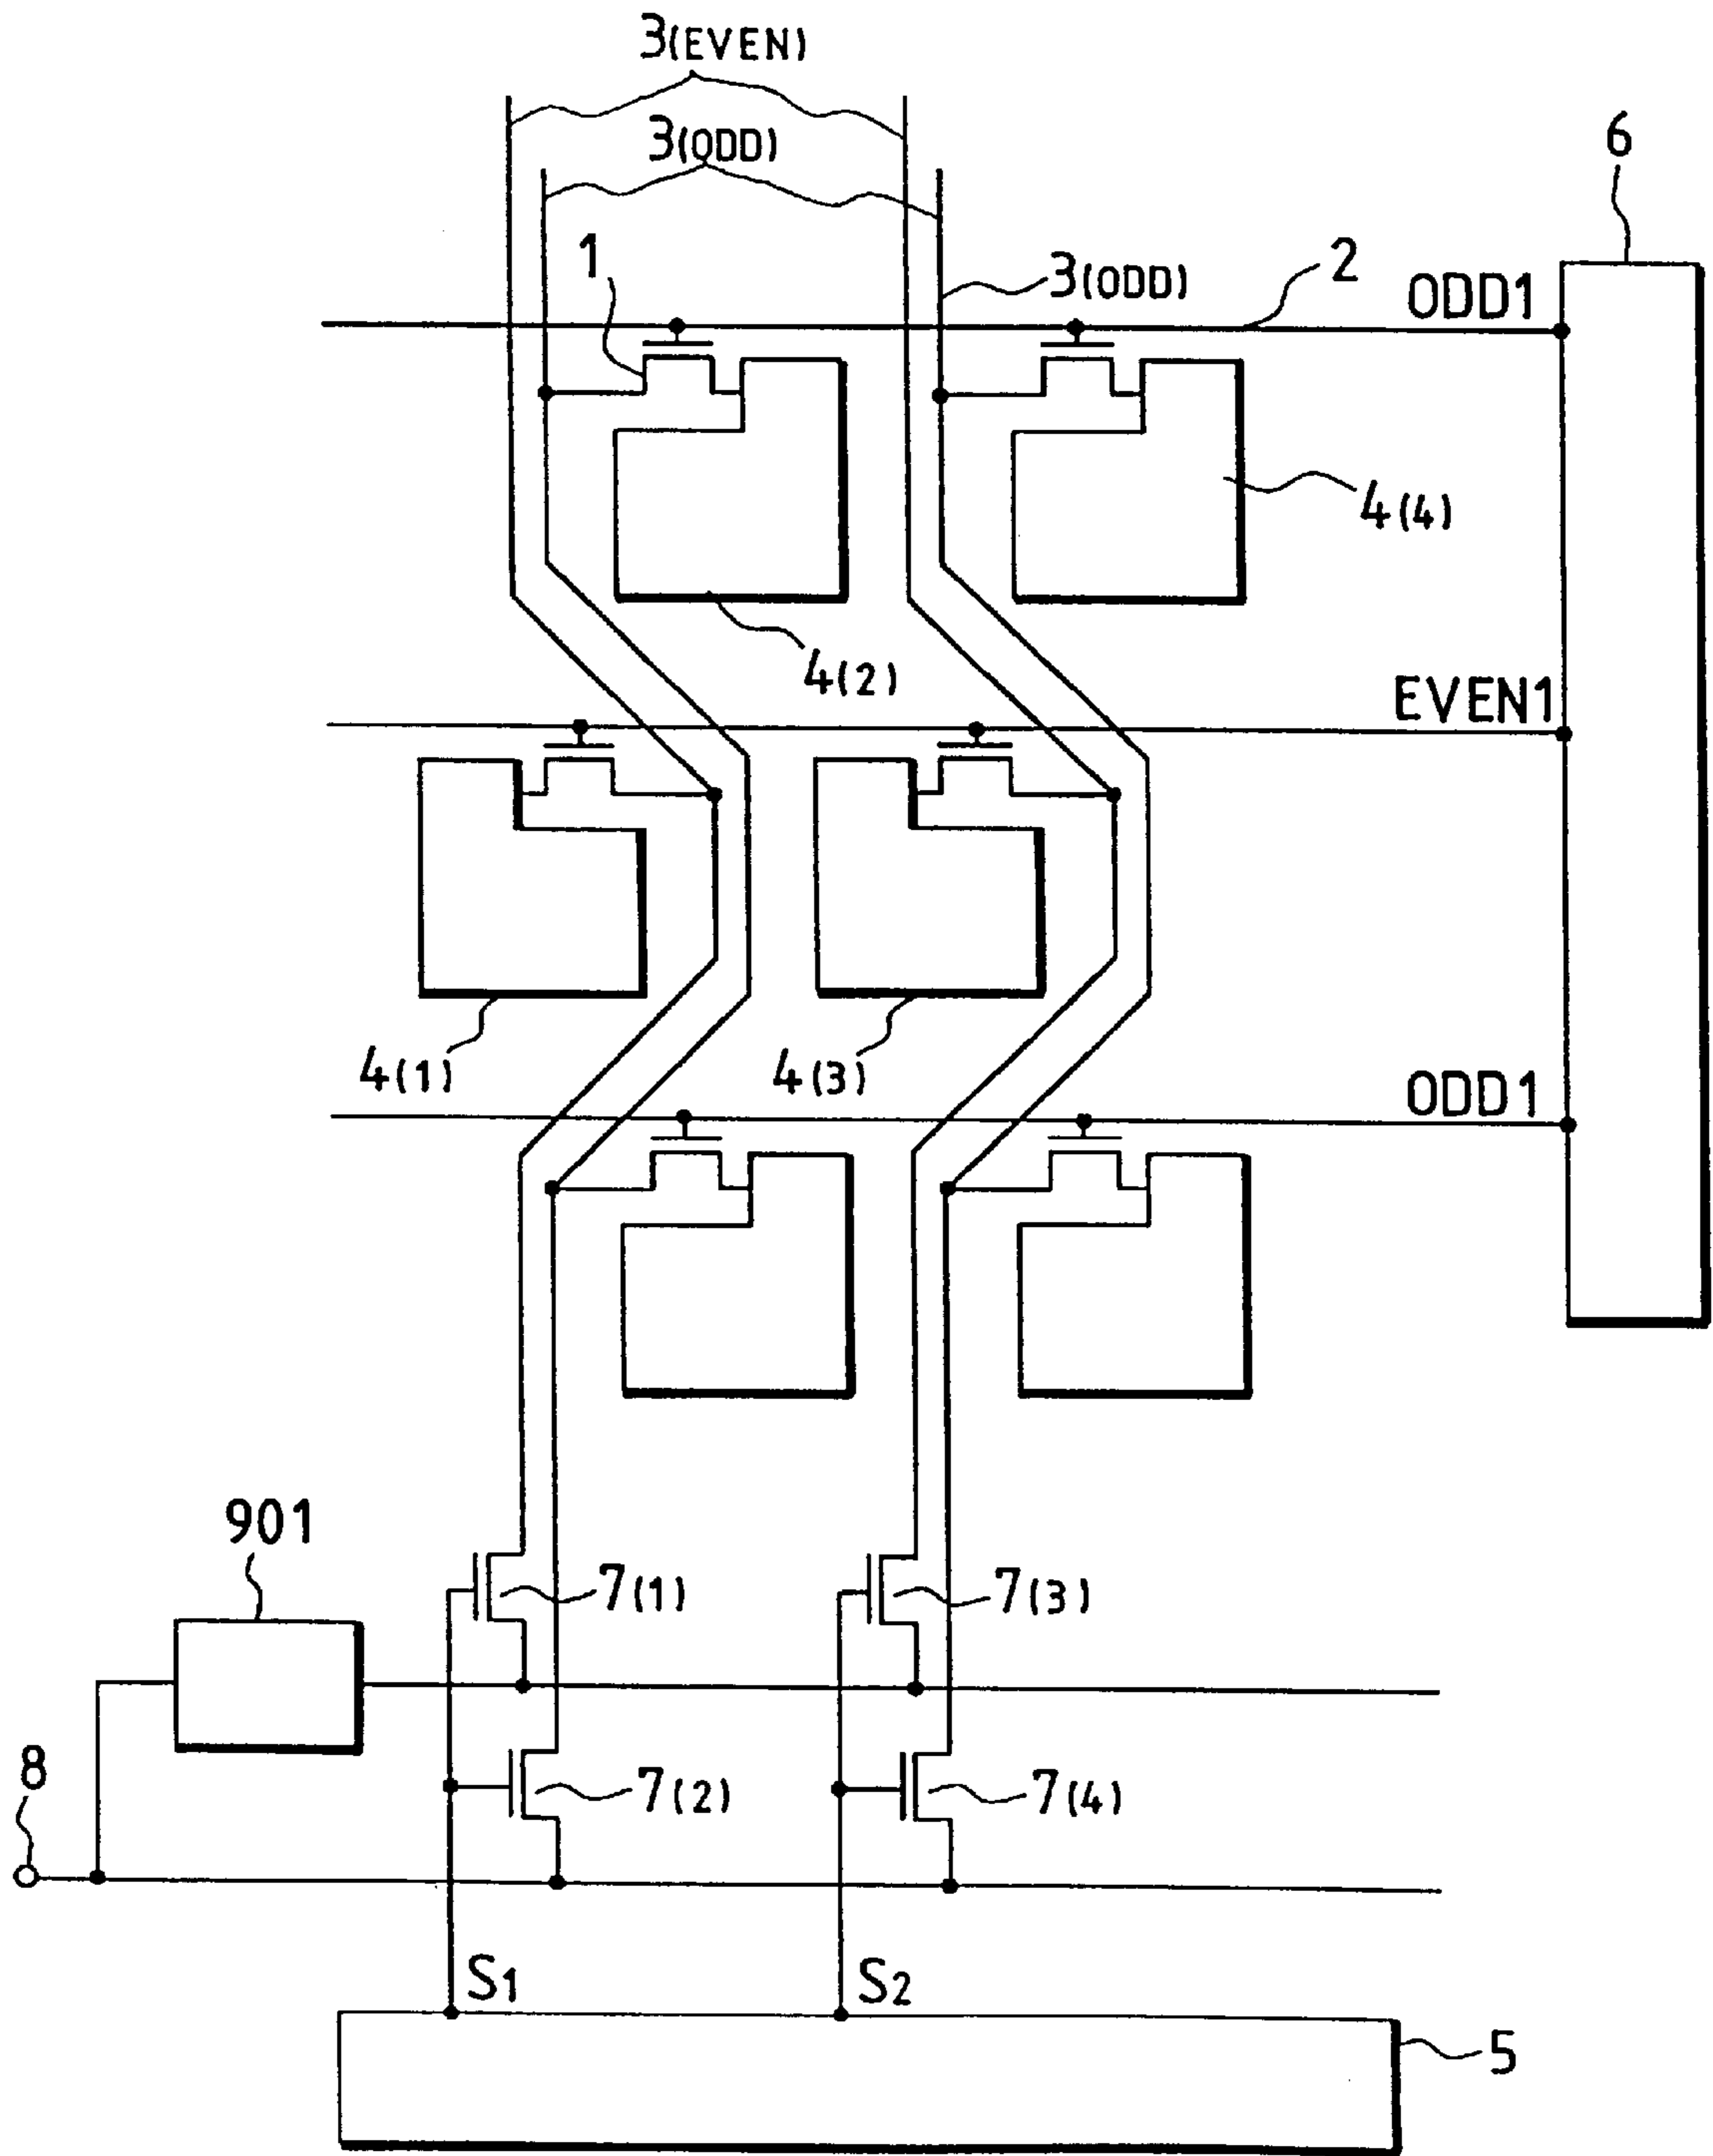 3(EVEN)
3(ODD)
6
1
3(ODD)
2
ODD1
4(4)
4(2)
EVEN1
4(1)
4(3)
ODD1
901
7(1)
7(3)
8
7(2)
7(4)
S1
S2
5